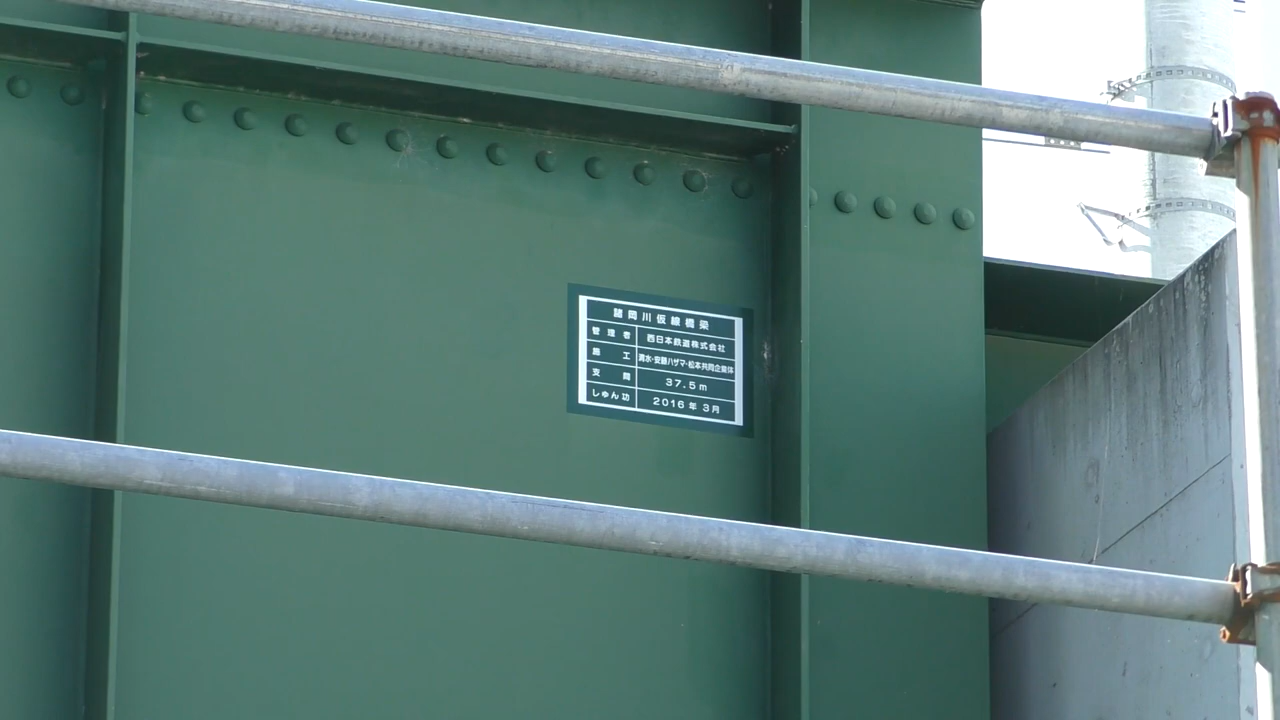 諸岡川仮線橋梁
管理者 西日本鉄道株式会社
施工 清水・安藤ハザマ・松本共同企業体
支間 37.5m
しゅん功 2016年3月